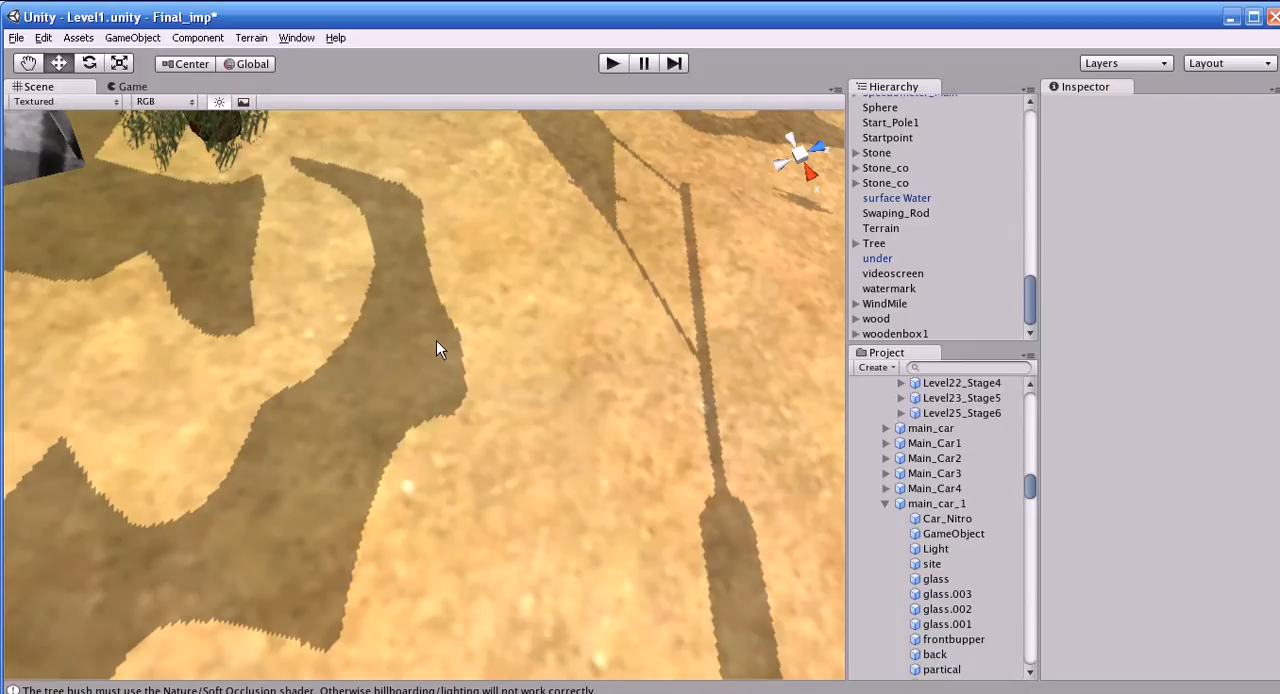 Unity - Level1.unity - Final_imp*
File Edit Assets GameObject Component Terrain Window Help
Center Global Layers Layout
Scene Game Hierarchy Inspector
Textured RGB
Speedometer_Main
Sphere
Start_Pole1
Startpoint
Stone
Stone_co
Stone_co
surface Water
Swaping_Rod
Terrain
Tree
under
videoscreen
watermark
WindMile
wood
woodenbox1
x
z
Project
Create
Level22_Stage4
Level23_Stage5
Level25_Stage6
main_car
Main_Car1
Main_Car2
Main_Car3
Main_Car4
main_car_1
Car_Nitro
GameObject
Light
site
glass
glass.003
glass.002
glass.001
frontbupper
back
partical
The tree bush must use the Nature/Soft Occlusion shader. Otherwise billboarding/lighting will not work correctly.